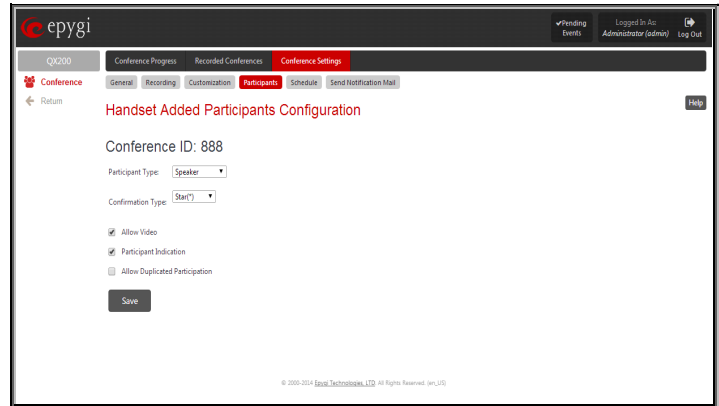 epygi
✔Pending Events
Logged In As:
Administrator (admin)
Log Out
QX200
Conference Progress
Recorded Conferences
Conference Settings
Conference
Return
General
Recording
Customization
Participants
Schedule
Send Notification Mail
Handset Added Participants Configuration
Help
Conference ID: 888
Participant Type: Speaker
Confirmation Type: Star(*)
Allow Video
Participant Indication
Allow Duplicated Participation
Save
© 2000-2014 Epygi Technologies, LTD. All Rights Reserved. (en_US)